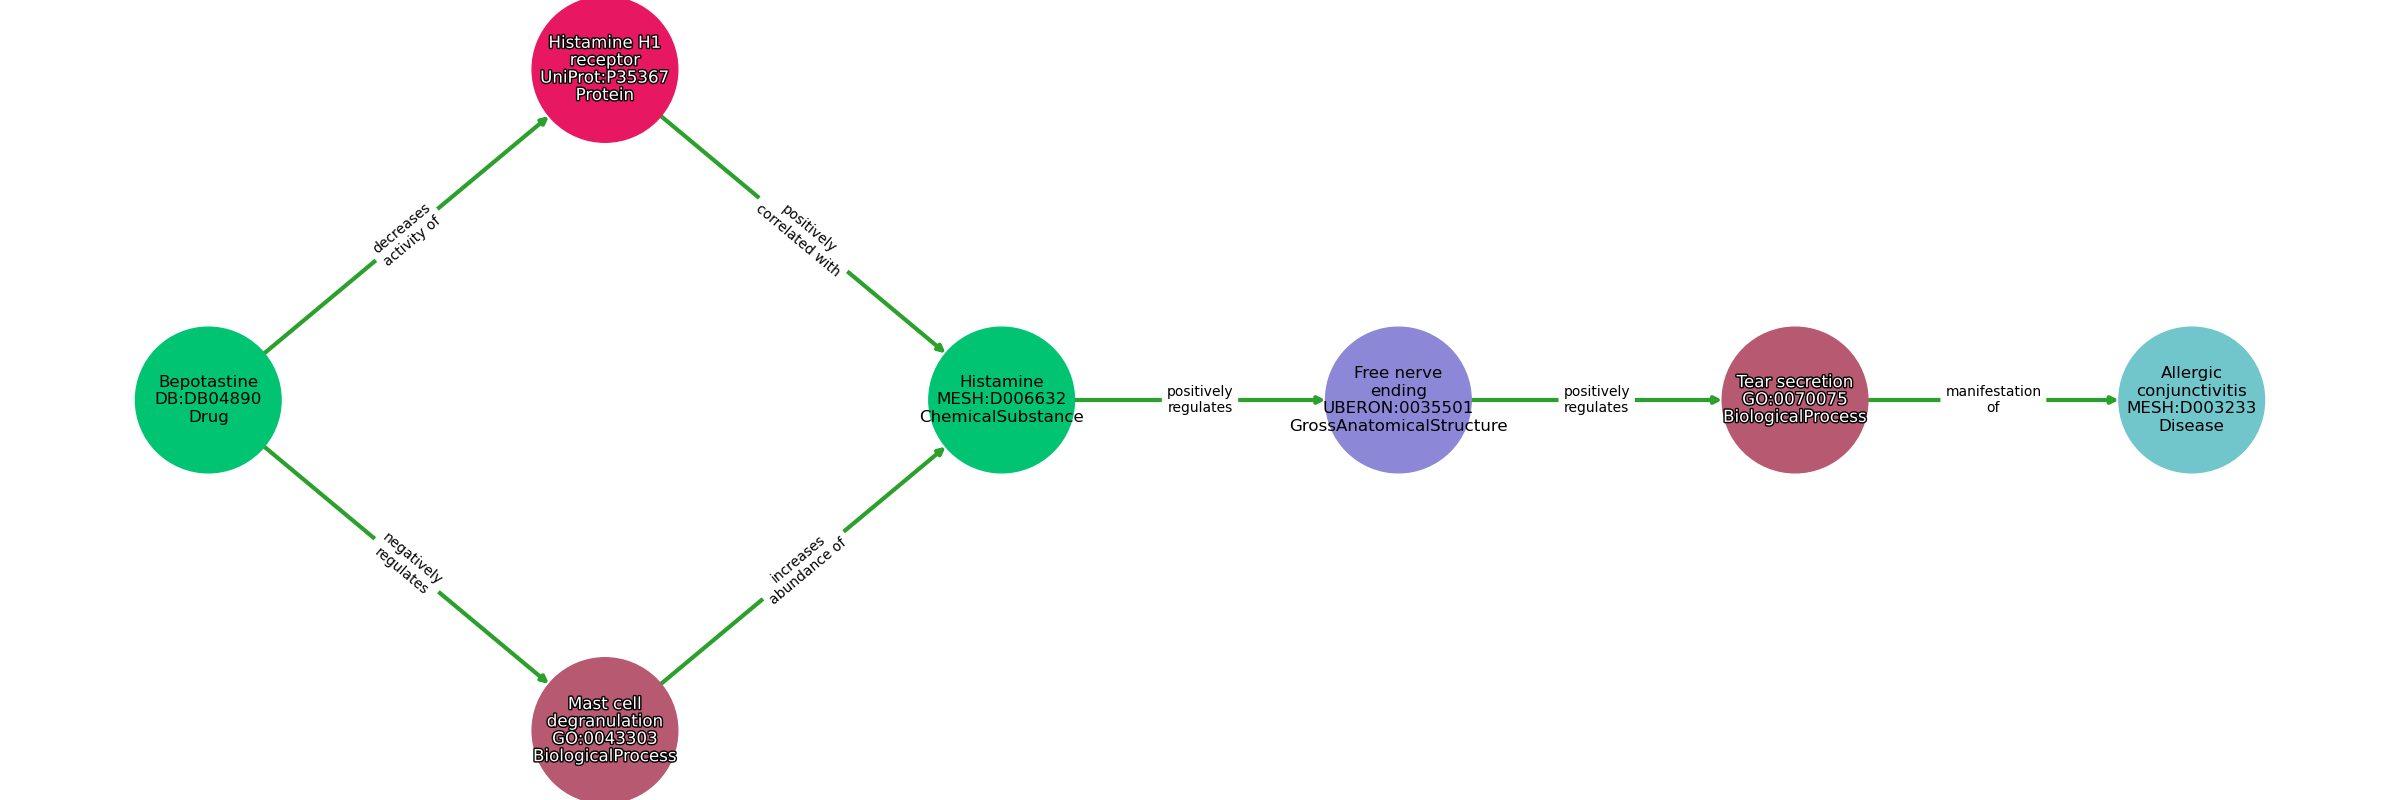 Histamine H1
receptor
UniProt:P35367
Protein
decreases
activity of
positively
correlated with
Bepotastine
DB:DB04890
Drug
Histamine
MESH:D006632
ChemicalSubstance
positively
regulates
Free nerve
ending
UBERON:0035501
GrossAnatomicalStructure
positively
regulates
Tear secretion
GO:0070075
BiologicalProcess
manifestation
of
Allergic
conjunctivitis
MESH:D003233
Disease
negatively
regulates
increases
abundance of
Mast cell
degranulation
GO:0043303
BiologicalProcess